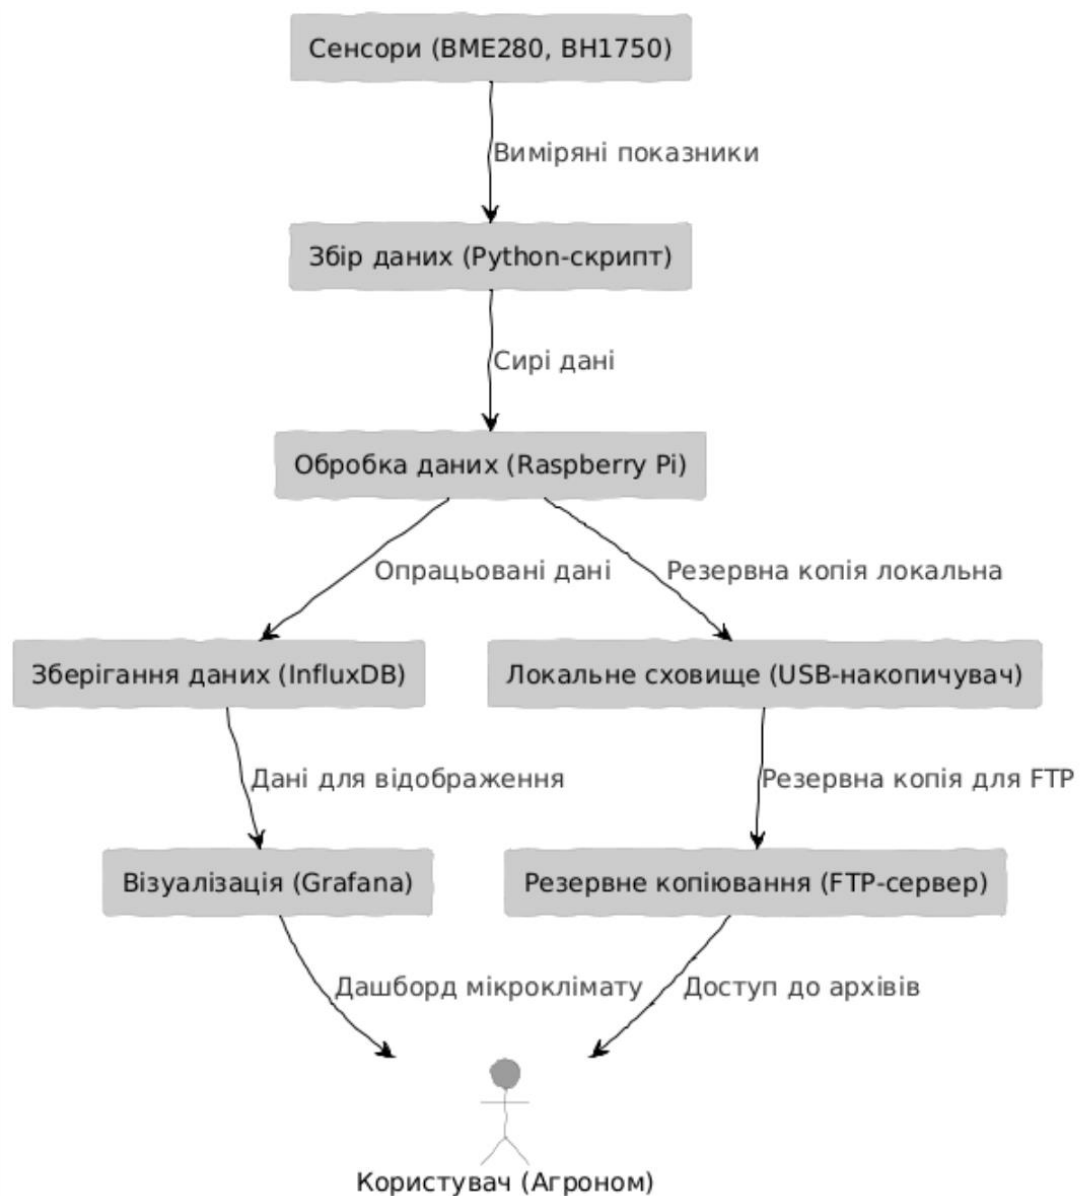 Сенсори (BME280, BH1750)
Виміряні показники
Збір даних (Python-скрипт)
Сирі дані
Обробка даних (Raspberry Pi)
Опрацьовані дані
Резервна копія локальна
Зберігання даних (InfluxDB)
Локальне сховище (USB-накопичувач)
Дані для відображення
Резервна копія для FTP
Візуалізація (Grafana)
Резервне копіювання (FTP-сервер)
Дашборд мікроклімату
Доступ до архівів
Користувач (Агроном)